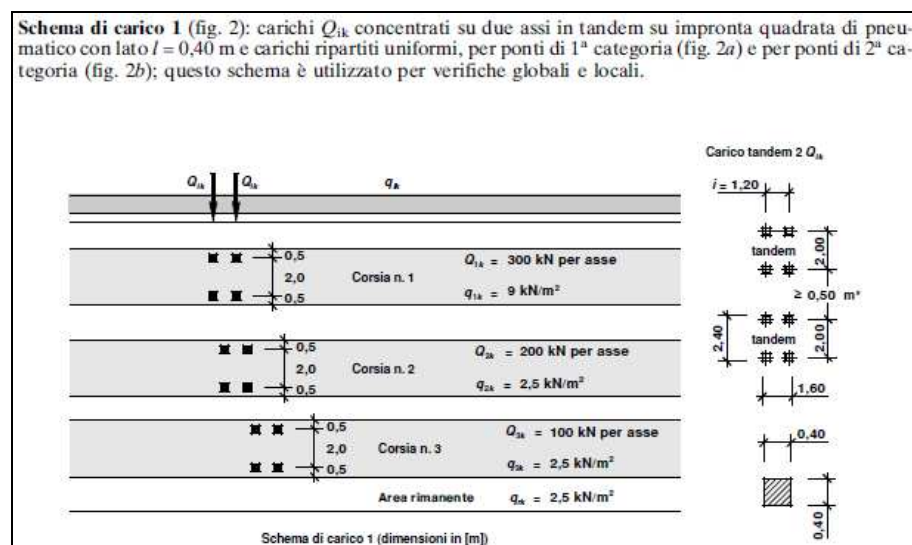 Schema di carico 1 (fig. 2): carichi Qik concentrati su due assi in tandem su impronta quadrata di pneu-
matico con lato l = 0,40 m e carichi ripartiti uniformi, per ponti di 1ª categoria (fig. 2a) e per ponti di 2ª ca-
tegoria (fig. 2b); questo schema è utilizzato per verifiche globali e locali.
Carico tandem 2 Qik
Qik Qik qik
i = 1,20
0,5
2,0
0,5
Corsia n. 1
Q1k = 300 kN per asse
q1k = 9 kN/m²
tandem
2,00
≥ 0,50 m*
0,5
2,0
0,5
Corsia n. 2
Q2k = 200 kN per asse
q2k = 2,5 kN/m²
2,40
tandem
2,00
1,60
0,5
2,0
0,5
Corsia n. 3
Q3k = 100 kN per asse
q3k = 2,5 kN/m²
0,40
Area rimanente qrk = 2,5 kN/m²
0,40
Schema di carico 1 (dimensioni in [m])